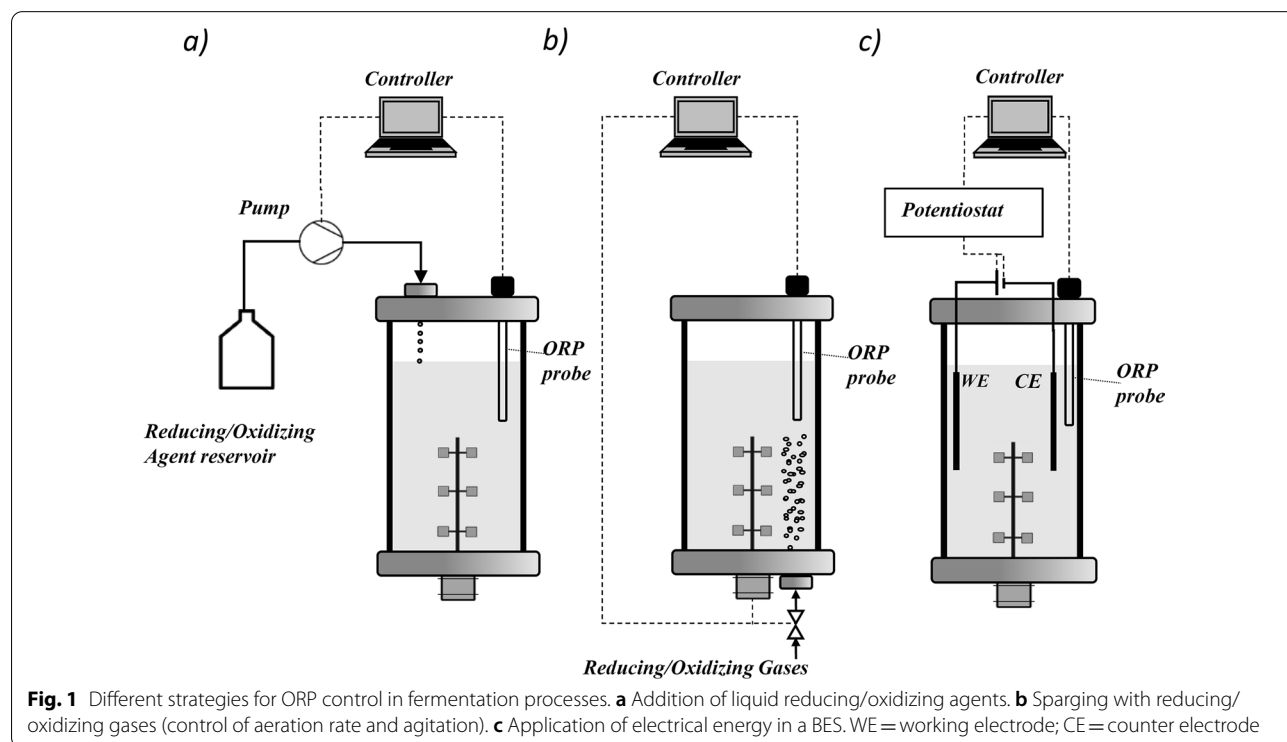 a)
Controller
Pump
ORP
probe
Reducing/Oxidizing
Agent reservoir
b)
Controller
ORP
probe
Reducing/Oxidizing Gases
c)
Controller
Potentiostat
WE
CE
ORP
probe
Fig. 1 Different strategies for ORP control in fermentation processes. a Addition of liquid reducing/oxidizing agents. b Sparging with reducing/
oxidizing gases (control of aeration rate and agitation). c Application of electrical energy in a BES. WE = working electrode; CE = counter electrode